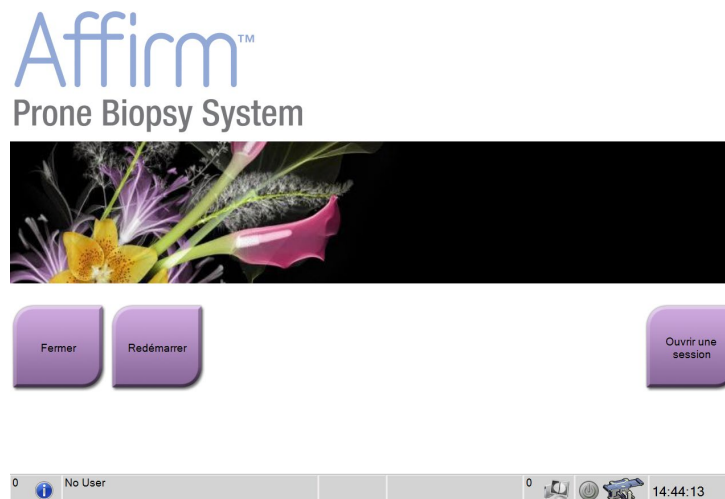 Affirm™
Prone Biopsy System
Fermer
Redémarrer
Ouvrir une
session
0
No User
0
14:44:13